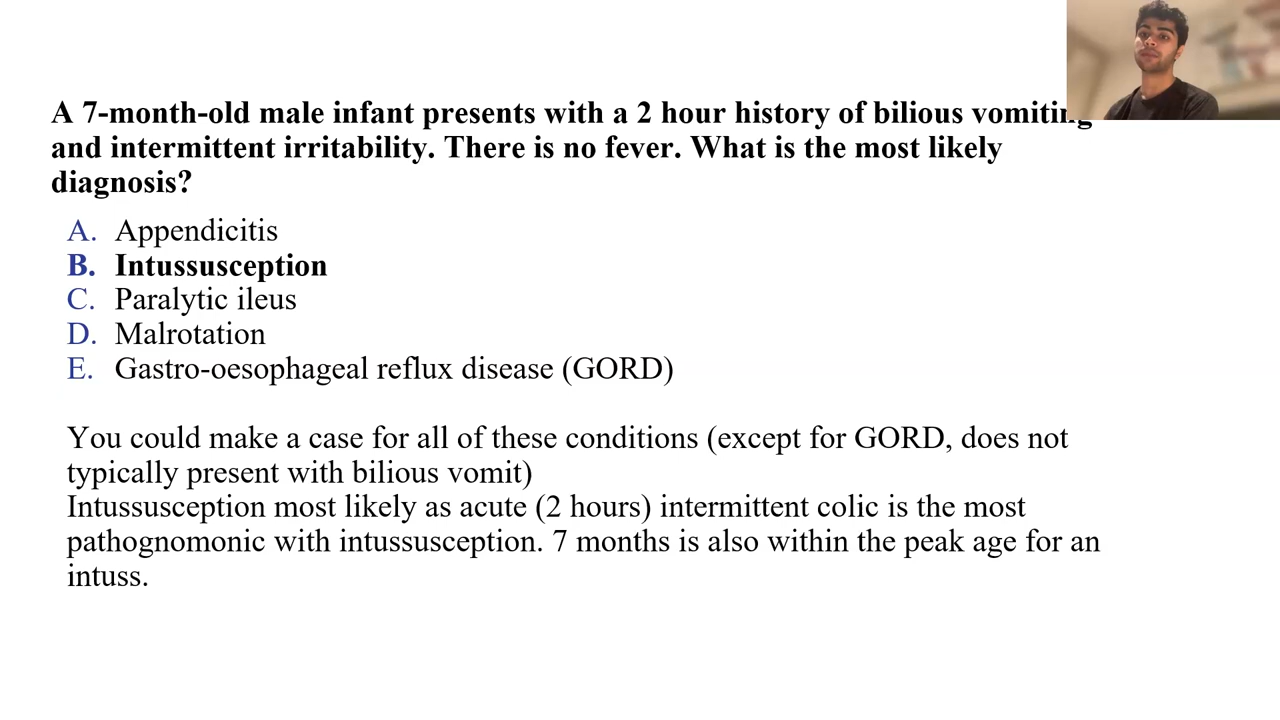 A 7-month-old male infant presents with a 2 hour history of bilious vomiting
and intermittent irritability. There is no fever. What is the most likely
diagnosis?
A. Appendicitis
B. Intussusception
C. Paralytic ileus
D. Malrotation
E. Gastro-oesophageal reflux disease (GORD)
You could make a case for all of these conditions (except for GORD, does not
typically present with bilious vomit)
Intussusception most likely as acute (2 hours) intermittent colic is the most
pathognomonic with intussusception. 7 months is also within the peak age for an
intuss.